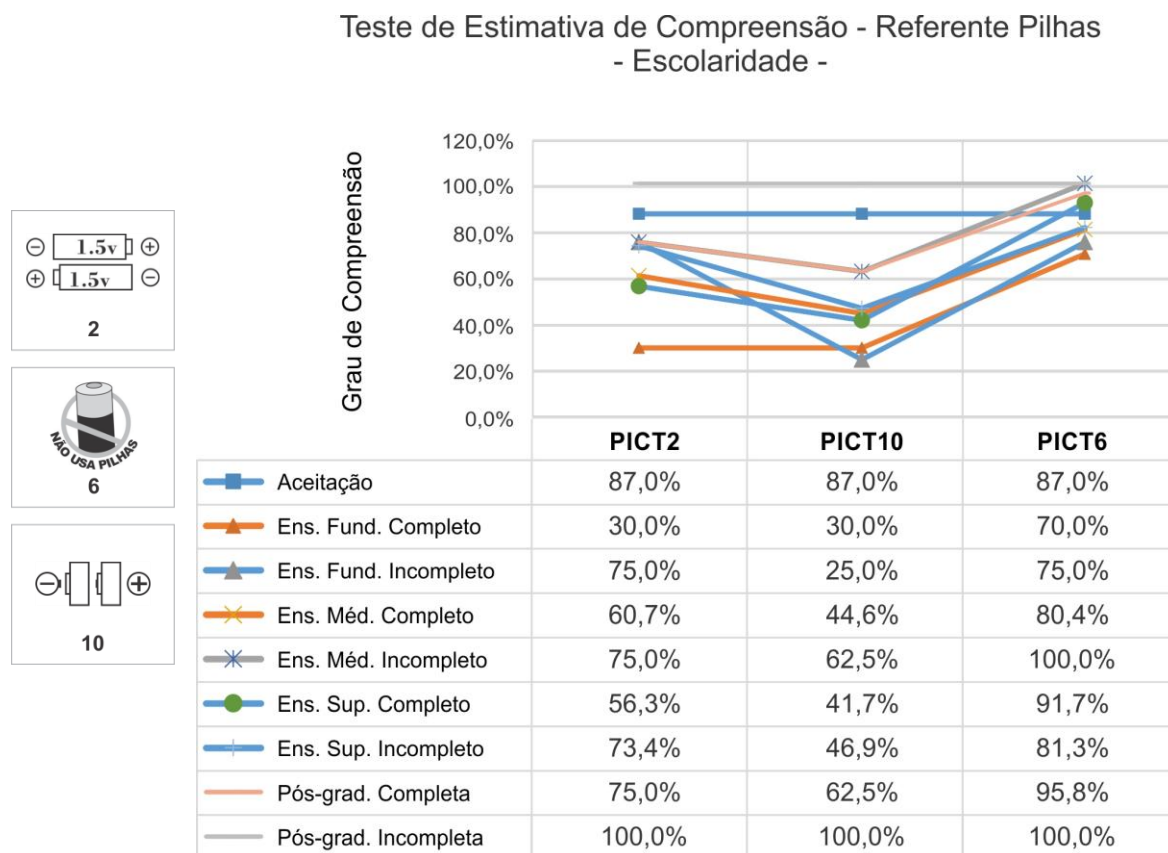 Teste de Estimativa de Compreensão - Referente Pilhas
- Escolaridade -
⊖ 1.5v ⊕
⊕ 1.5v ⊖
2
NÃO USA PILHAS
6
⊖ ⊕
10
Grau de Compreensão
120,0%
100,0%
80,0%
60,0%
40,0%
20,0%
0,0%
PICT2 PICT10 PICT6
Aceitação 87,0% 87,0% 87,0%
Ens. Fund. Completo 30,0% 30,0% 70,0%
Ens. Fund. Incompleto 75,0% 25,0% 75,0%
Ens. Méd. Completo 60,7% 44,6% 80,4%
Ens. Méd. Incompleto 75,0% 62,5% 100,0%
Ens. Sup. Completo 56,3% 41,7% 91,7%
Ens. Sup. Incompleto 73,4% 46,9% 81,3%
Pós-grad. Completa 75,0% 62,5% 95,8%
Pós-grad. Incompleta 100,0% 100,0% 100,0%